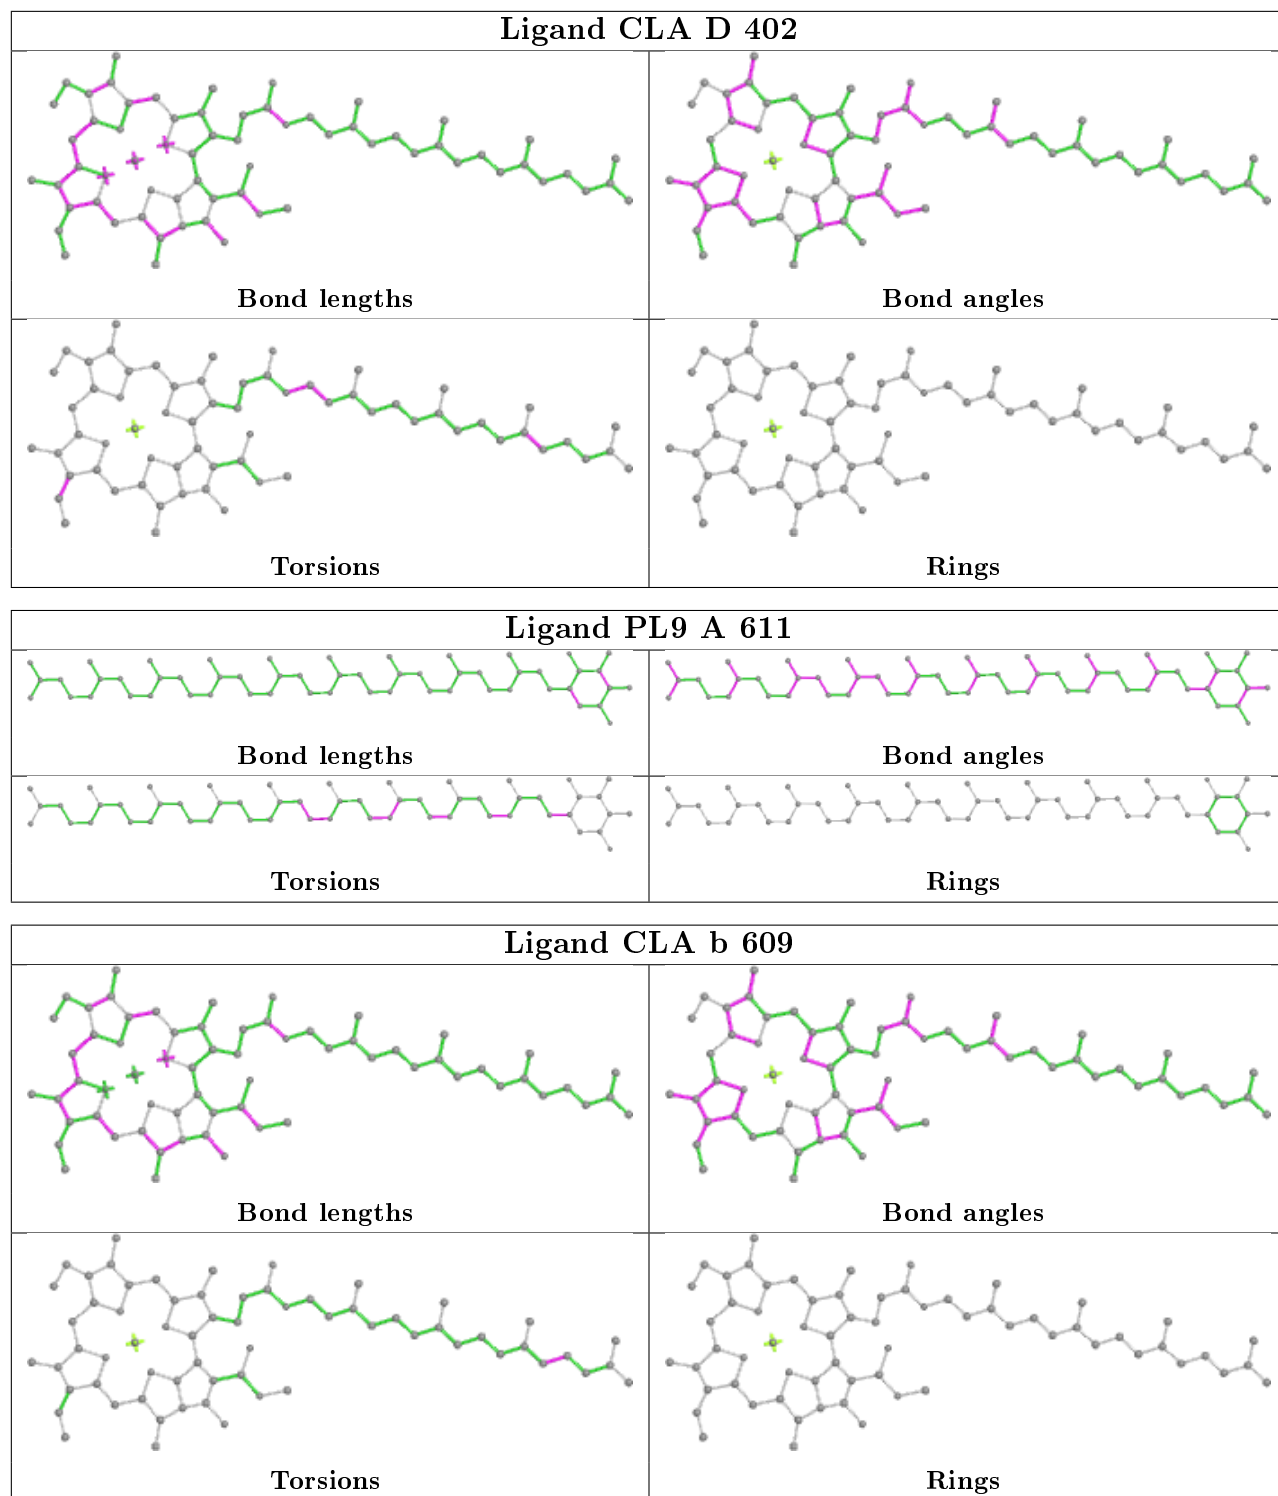 Ligand CLA D 402
Bond lengths
Bond angles
Torsions
Rings
Ligand PL9 A 611
Bond lengths
Bond angles
Torsions
Rings
Ligand CLA b 609
Bond lengths
Bond angles
Torsions
Rings